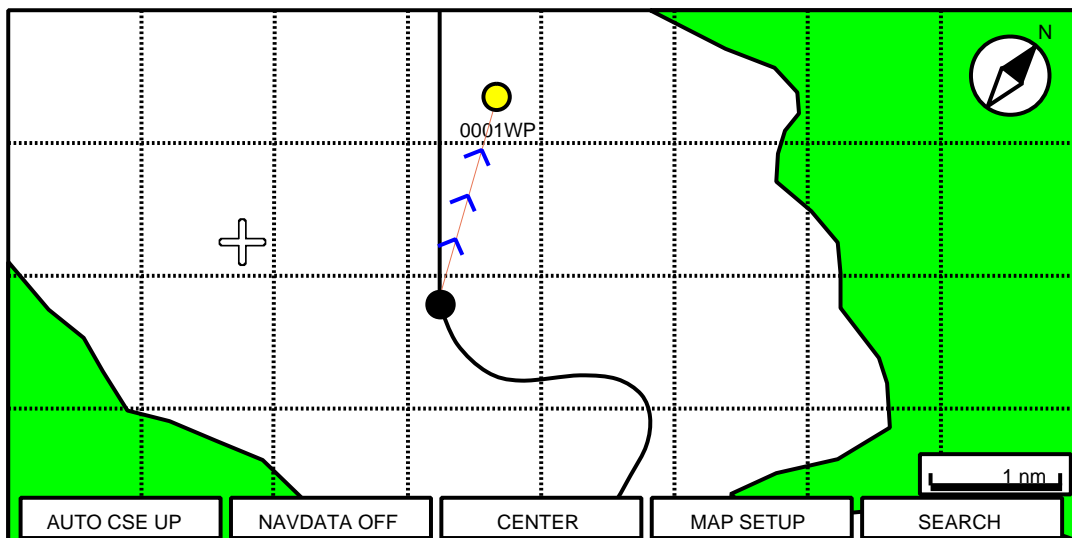 N
0001WP
1 nm
AUTO CSE UP
NAVDATA OFF
CENTER
MAP SETUP
SEARCH